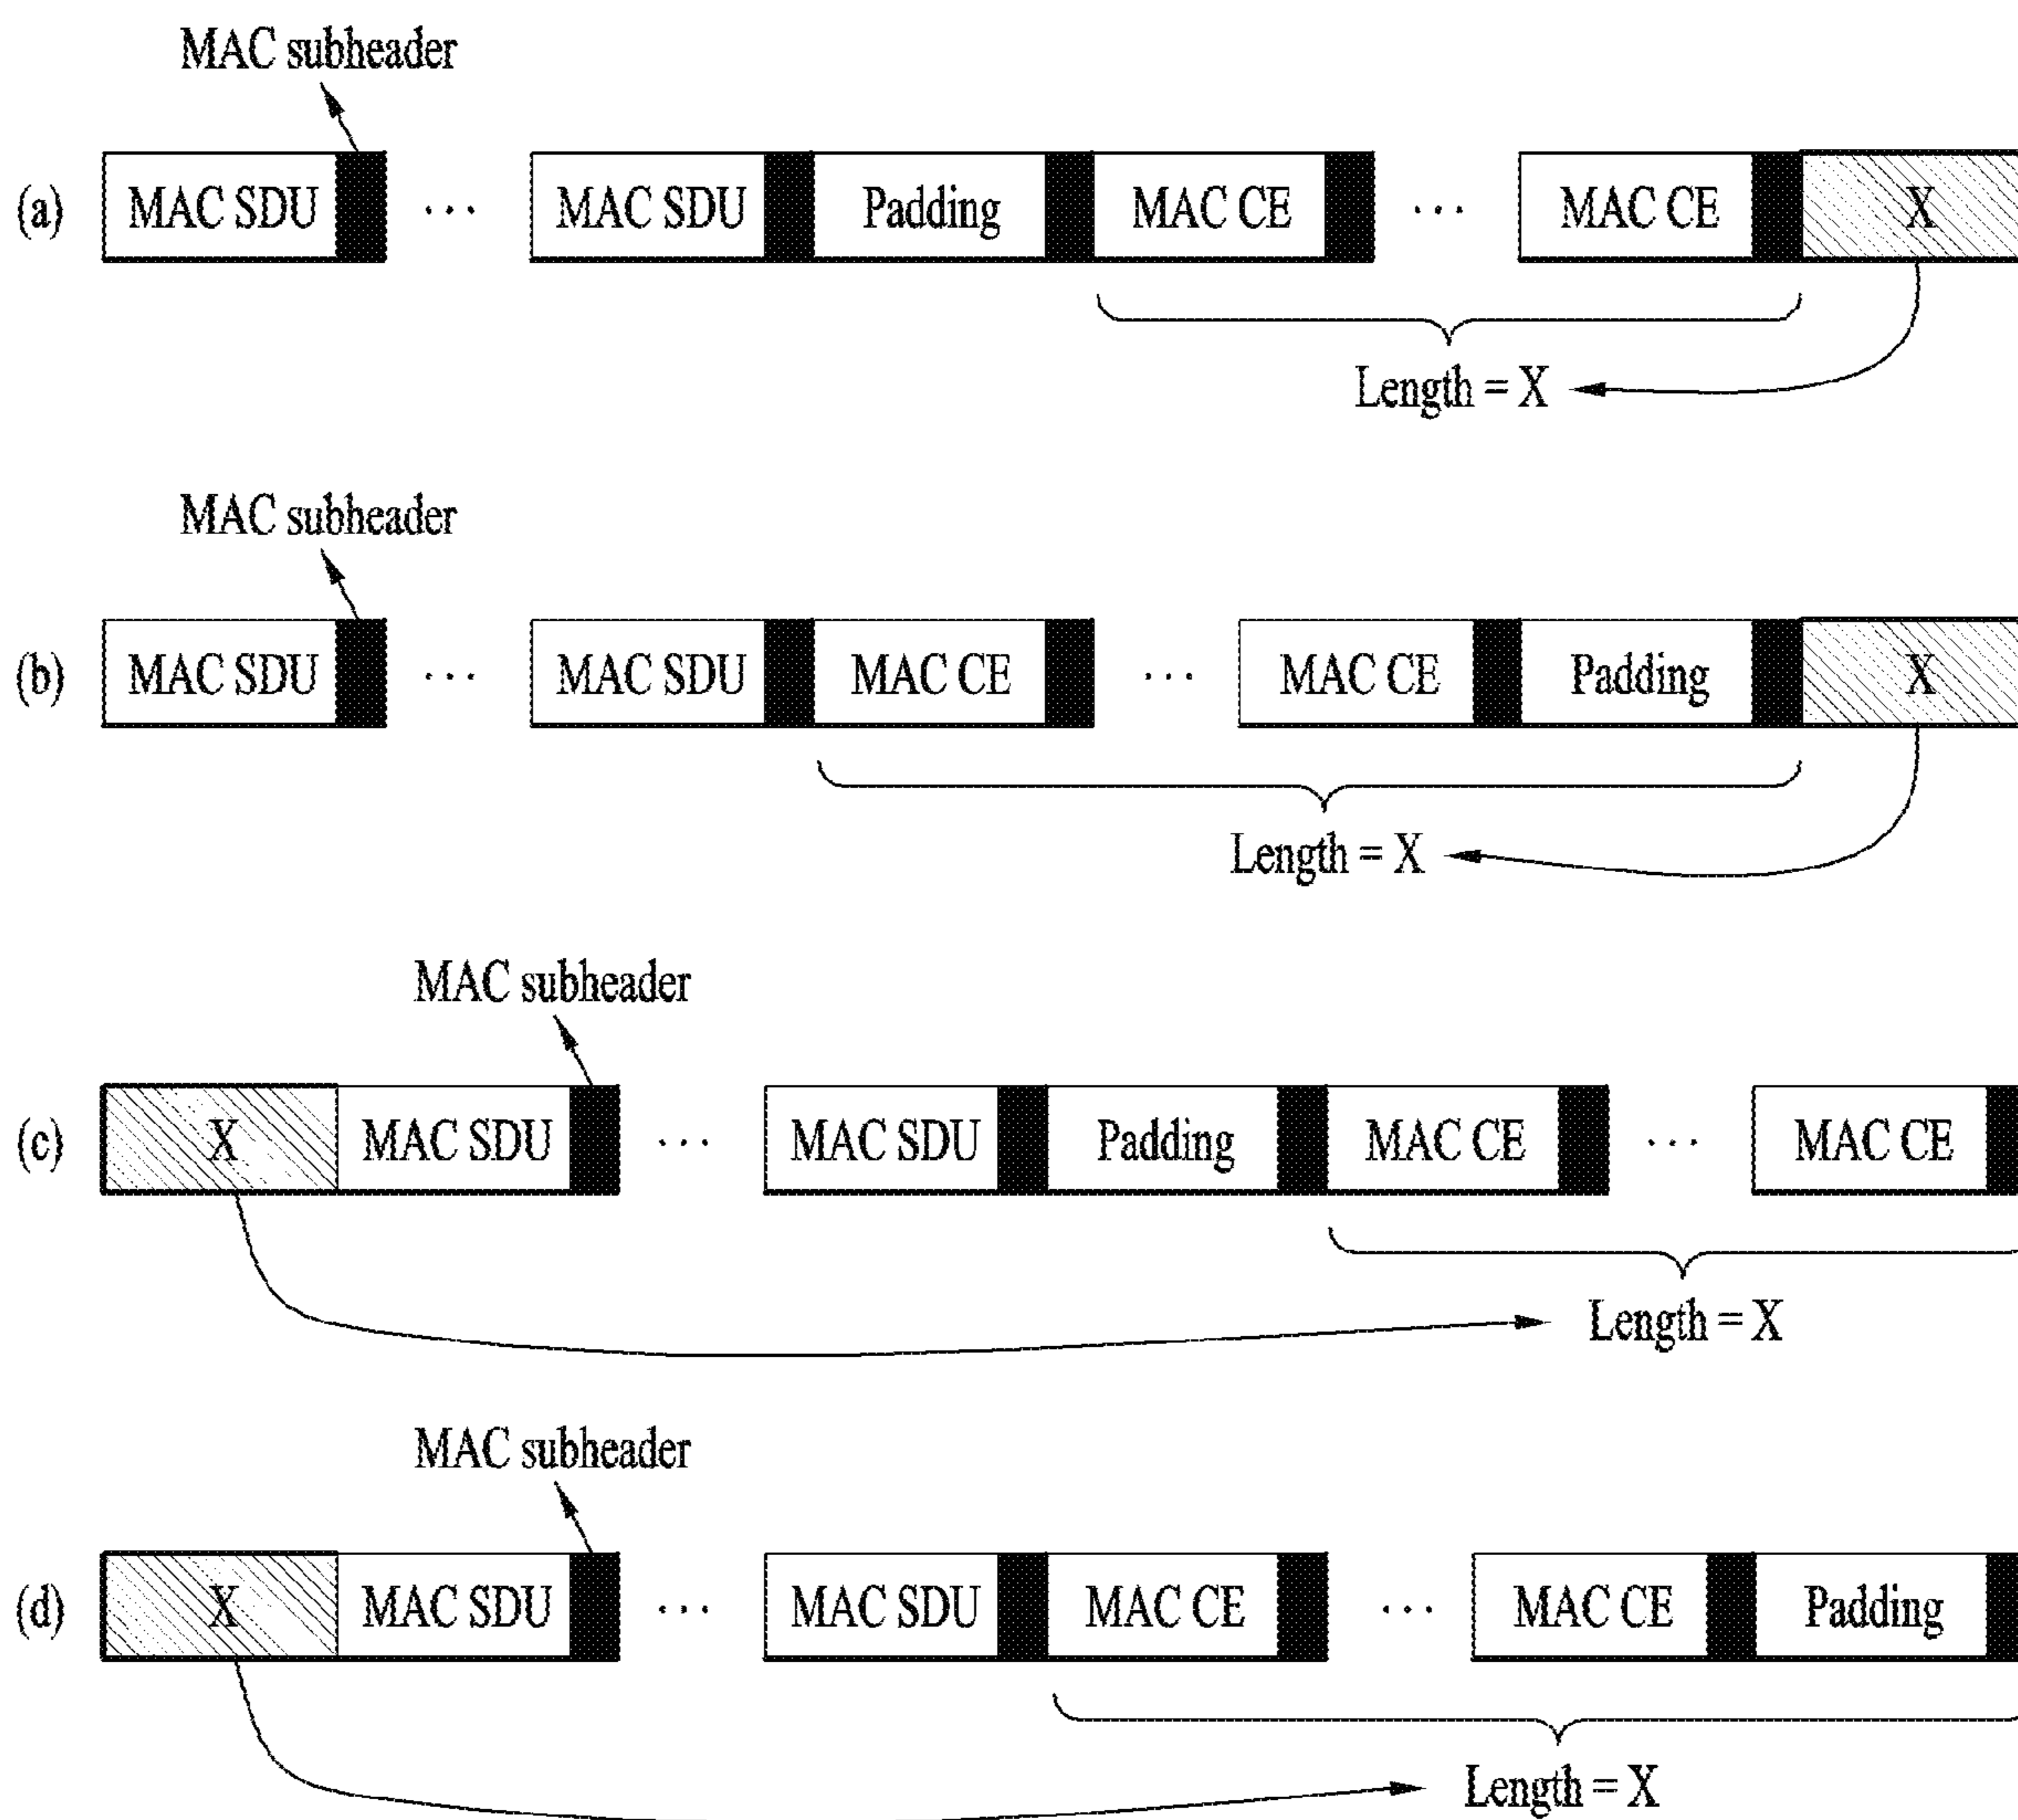 MAC subheader
(a) MAC SDU ... MAC SDU Padding MAC CE ... MAC CE X
Length = X
MAC subheader
(b) MAC SDU ... MAC SDU MAC CE ... MAC CE Padding X
Length = X
MAC subheader
(c) X MAC SDU ... MAC SDU Padding MAC CE ... MAC CE
Length = X
MAC subheader
(d) X MAC SDU ... MAC SDU MAC CE ... MAC CE Padding
Length = X